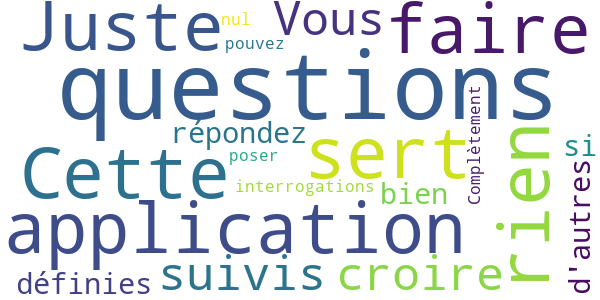 Juste
nul
Vous
faire
pouvez
questions
répondez
Complètement
si
Cette
poser
sert
rien
interrogations
bien
d'autres
application
définies
suivis
croire